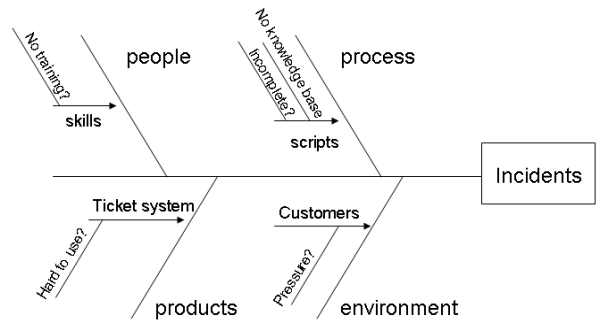 people
No training?
skills
process
No knowledge base
Incomplete?
scripts
Incidents
Ticket system
Hard to use?
products
Customers
Pressure?
environment